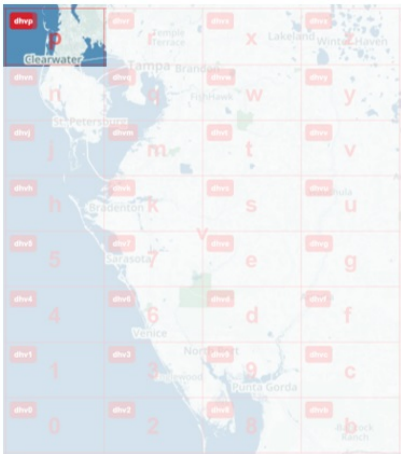 dhvp dhvr dhvx dhvz
p r Temple Terrace x Lakeland Winter Haven z
Clearwater Tampa Brandon
dhvn dhvq dhvw dhvy
n q FishHawk w y
St. Petersburg
dhvj dhvm dhvt dhvv
j m t v
dhvh dhvk dhvs dhvu
h Bradenton k s u
v
dhv5 dhv7 dhve dhvg
5 Sarasota 7 e g
dhv4 dhv6 dhvd dhvf
4 6 d f
Venice
North Port
dhv1 dhv3 dhv9 dhvc
1 3 9 c
Punta Gorda
dhv0 dhv2 dhv8 dhvb
0 2 8 b
Ranch